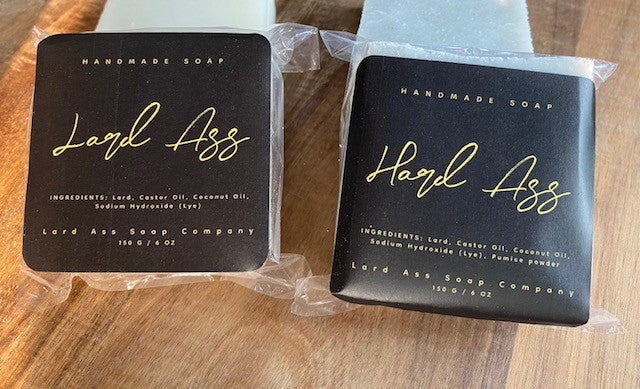 HANDMADE SOAP
Lard Ass
INGREDIENTS: Lard, Castor Oil, Coconut Oil,
Sodium Hydroxide (Lye)
Lard Ass Soap Company
150 G / 6 OZ
HANDMADE SOAP
Hard Ass
INGREDIENTS: Lard, Castor Oil, Coconut Oil,
Sodium Hydroxide (Lye), Pumice powder
Lard Ass Soap Company
150 G / 6 OZ